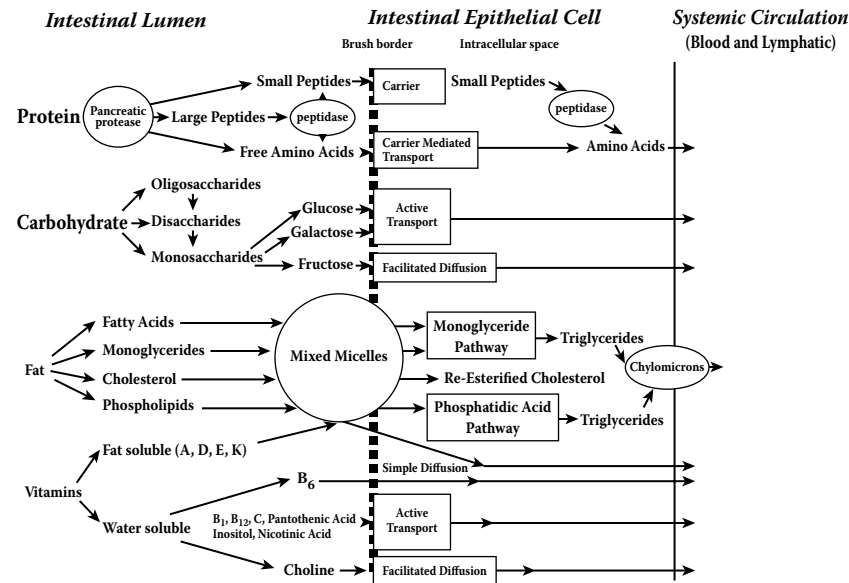 Intestinal Lumen
Intestinal Epithelial Cell
Systemic Circulation
(Blood and Lymphatic)
Brush border
Intracellular space
Protein
Pancreatic
protease
Small Peptides
Large Peptides
Free Amino Acids
peptidase
Carrier
Small Peptides
peptidase
Carrier Mediated
Transport
Amino Acids
Carbohydrate
Oligosaccharides
Disaccharides
Monosaccharides
Glucose
Galactose
Fructose
Active
Transport
Facilitated Diffusion
Fat
Fatty Acids
Monoglycerides
Cholesterol
Phospholipids
Mixed Micelles
Monoglyceride
Pathway
Triglycerides
Re-Esterified Cholesterol
Chylomicrons
Phosphatidic Acid
Pathway
Triglycerides
Vitamins
Fat soluble (A, D, E, K)
Simple Diffusion
B6
Water soluble
B1, B12, C, Pantothenic Acid
Inositol, Nicotinic Acid
Active
Transport
Choline
Facilitated Diffusion